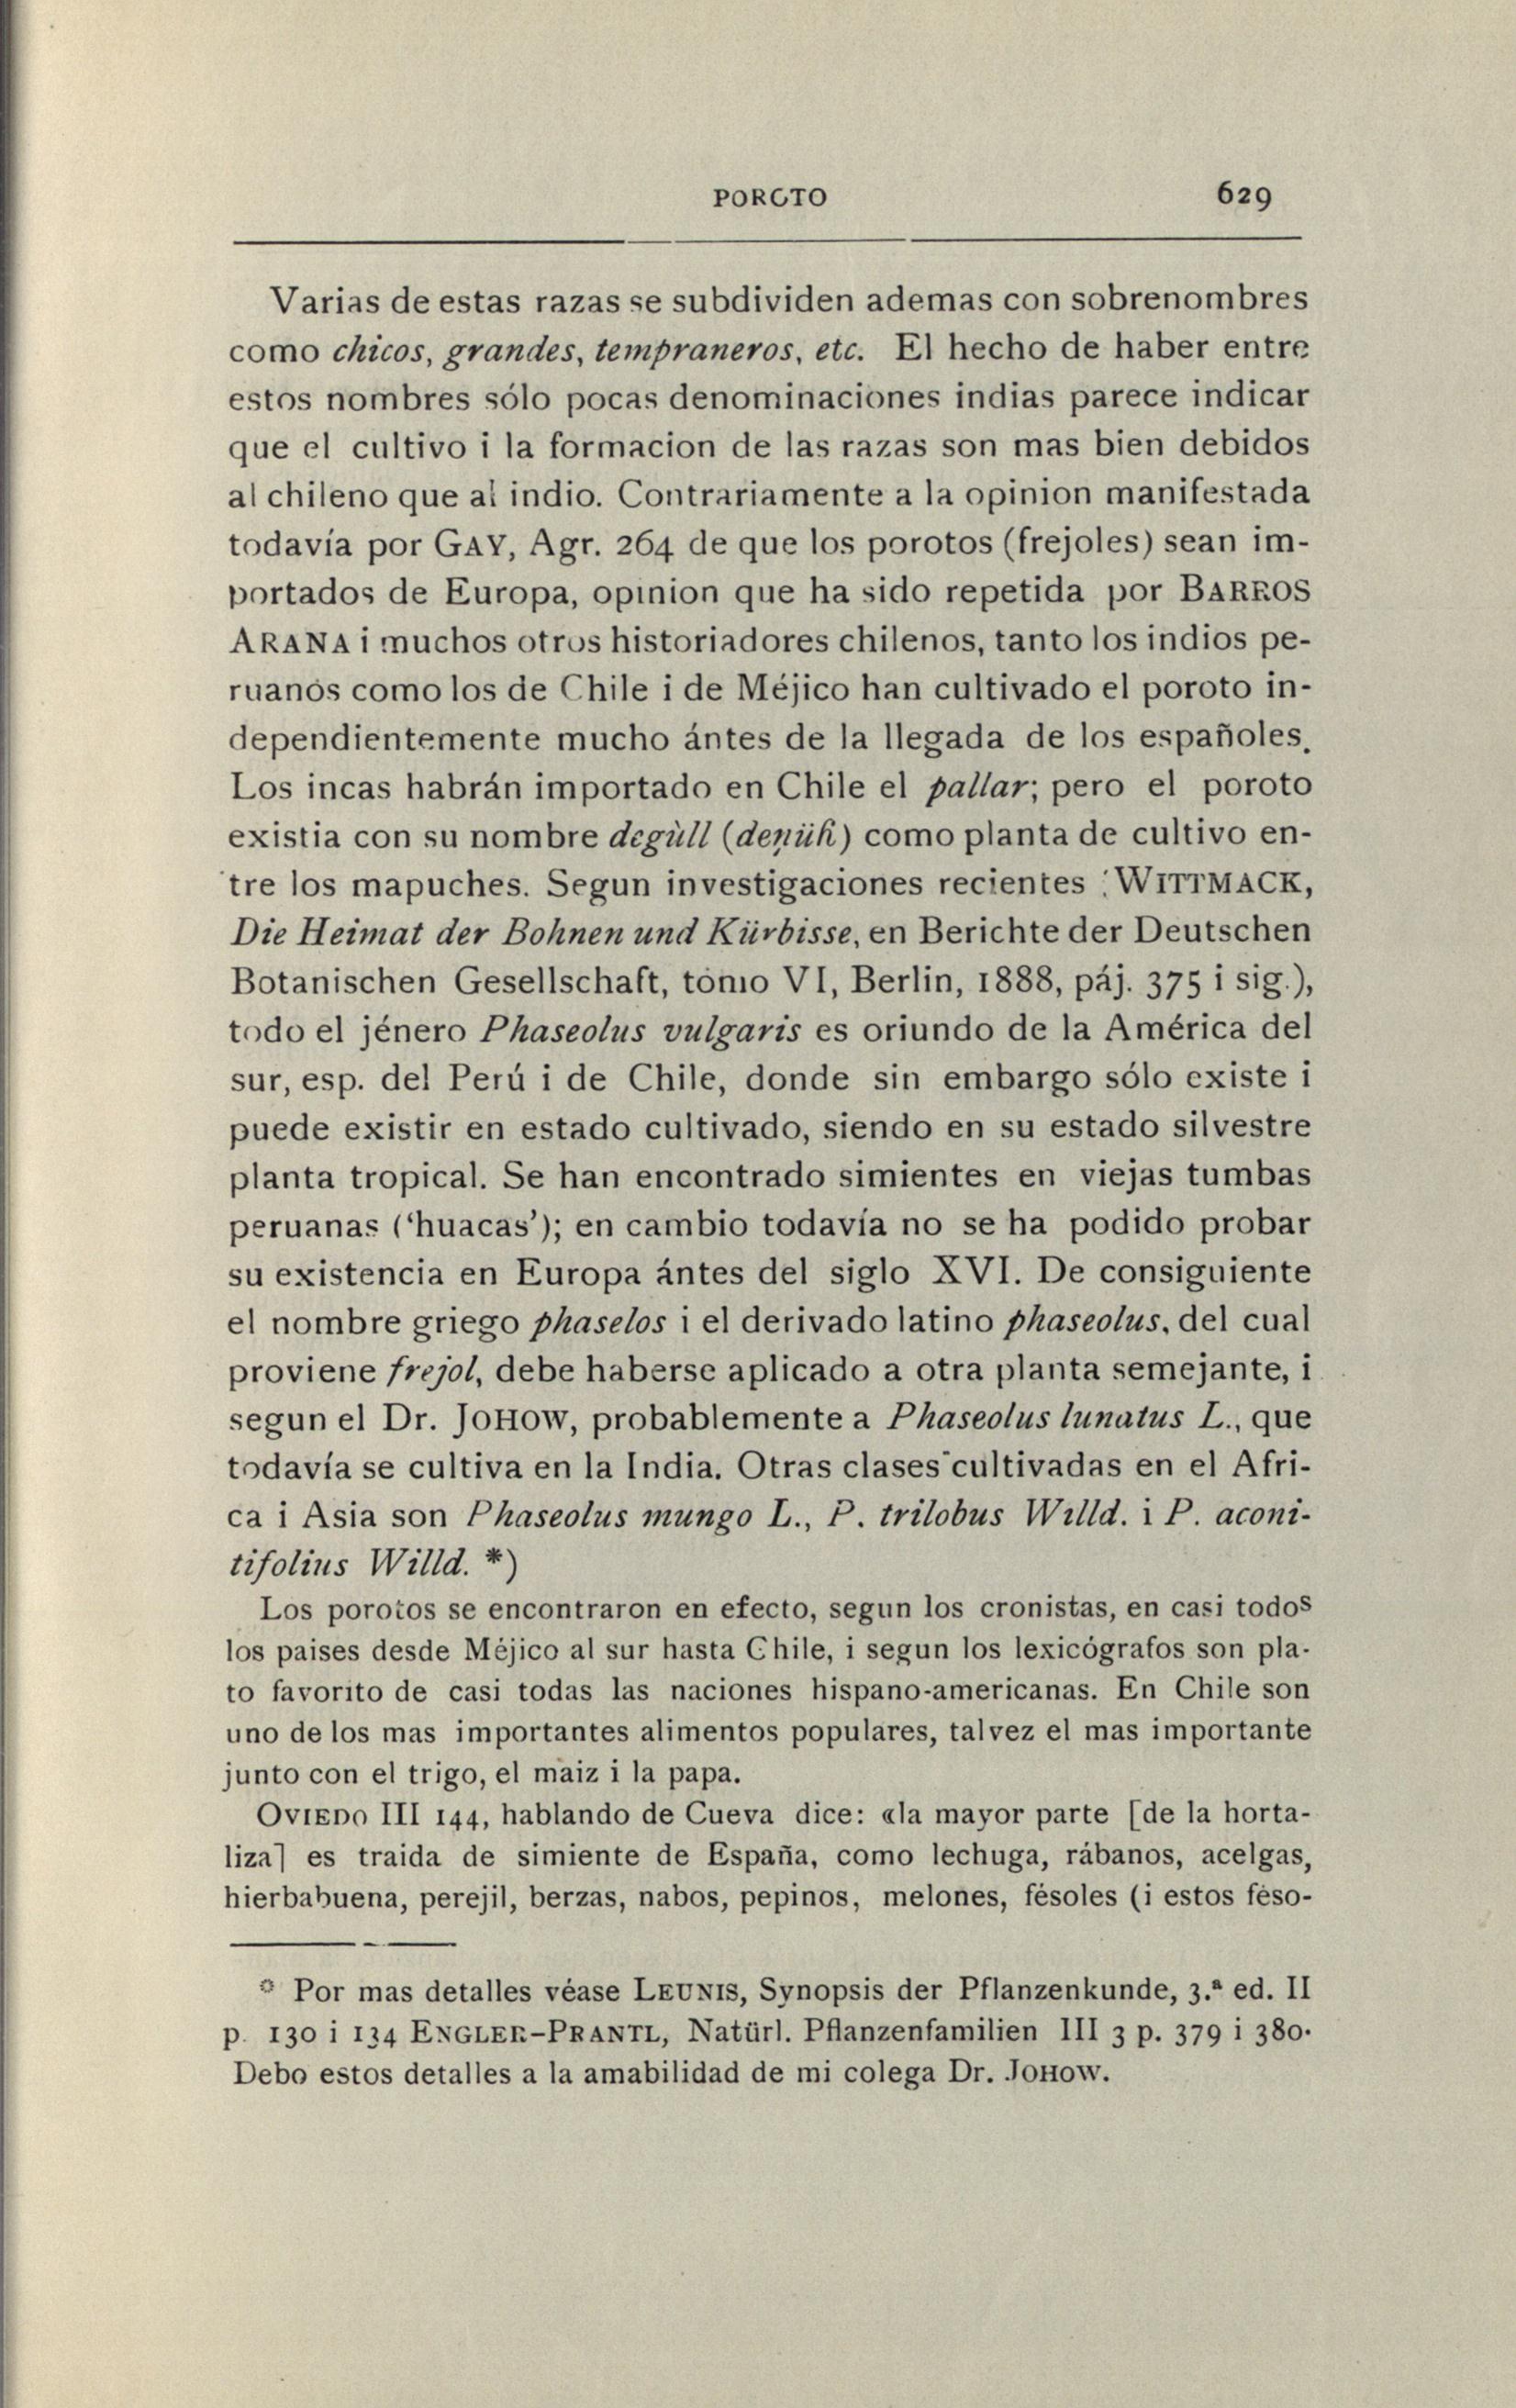 POROTO 629
Varias de estas razas se subdividen ademas con sobrenombres
como chicos, grandes, tempraneros, etc. El hecho de haber entre
estos nombres sólo pocas denominaciones indias parece indicar
que el cultivo i la formacion de las razas son mas bien debidos
al chileno que al indio. Contrariamente a la opinion manifestada
todavía por GAY, Agr. 264 de que los porotos (frejoles) sean im-
portados de Europa, opinion que ha sido repetida por BARROS
ARANA i muchos otros historiadores chilenos, tanto los indios pe-
ruanos como los de Chile i de Méjico han cultivado el poroto in-
dependientemente mucho ántes de la llegada de los españoles.
Los incas habrán importado en Chile el pallar; pero el poroto
existia con su nombre degüll como planta de cultivo en-
tre los mapuches. Segun investigaciones recientes (WITTMACK,
Die Heimat der Bohnen und Kürbisse, en Berichte der Deutschen
Botanischen Gesellschaft, tomo VI, Berlin, 1888, páj. 375 i sig.),
todo el jénero Phaseolus vulgaris es oriundo de la América del
sur, esp. del Perú i de Chile, donde sin embargo sólo existe i
puede existir en estado cultivado, siendo en su estado silvestre
planta tropical. Se han encontrado simientes en viejas tumbas
peruanas (‘huacas’); en cambio todavía no se ha podido probar
su existencia en Europa ántes del siglo XVI. De consiguiente
el nombre griego phaselos i el derivado latino phaseolus, del cual
proviene frejol, debe haberse aplicado a otra planta semejante, i
segun el Dr. JOHOW, probablemente a Phaseolus lunatus L., que
todavía se cultiva en la India. Otras clases cultivadas en el Afri-
ca i Asia son Phaseolus mungo L., P. trilobus Willd. i P. aconi-
tifolius Willd. *)
Los porotos se encontraron en efecto, segun los cronistas, en casi todos
los paises desde Méjico al sur hasta Chile, i segun los lexicógrafos son pla-
to favorito de casi todas las naciones hispano-americanas. En Chile son
uno de los mas importantes alimentos populares, talvez el mas importante
junto con el trigo, el maiz i la papa.
OVIEDO III 144, hablando de Cueva dice: «la mayor parte [de la horta-
liza] es traida de simiente de España, como lechuga, rábanos, acelgas,
hierbabuena, perejil, berzas, nabos, pepinos, melones, fésoles (i estos féso-
* Por mas detalles véase LEUNIS, Synopsis der Pflanzenkunde, 3.ª ed. II
p. 130 i 134 ENGLER-PRANTL, Natürl. Pflanzenfamilien III 3 p. 379 i 380.
Debo estos detalles a la amabilidad de mi colega Dr. JOHOW.